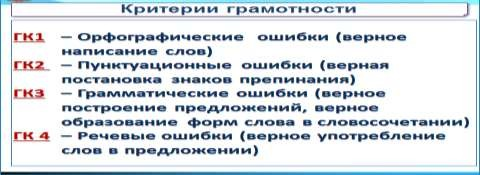 Критерии грамотности
ГК1 – Орфографические ошибки (верное
написание слов)
ГК2 – Пунктуационные ошибки (верная
постановка знаков препинания)
ГК3 – Грамматические ошибки (верное
построение предложений, верное
образование форм слова в словосочетании)
ГК 4 – Речевые ошибки (верное употребление
слов в предложении)